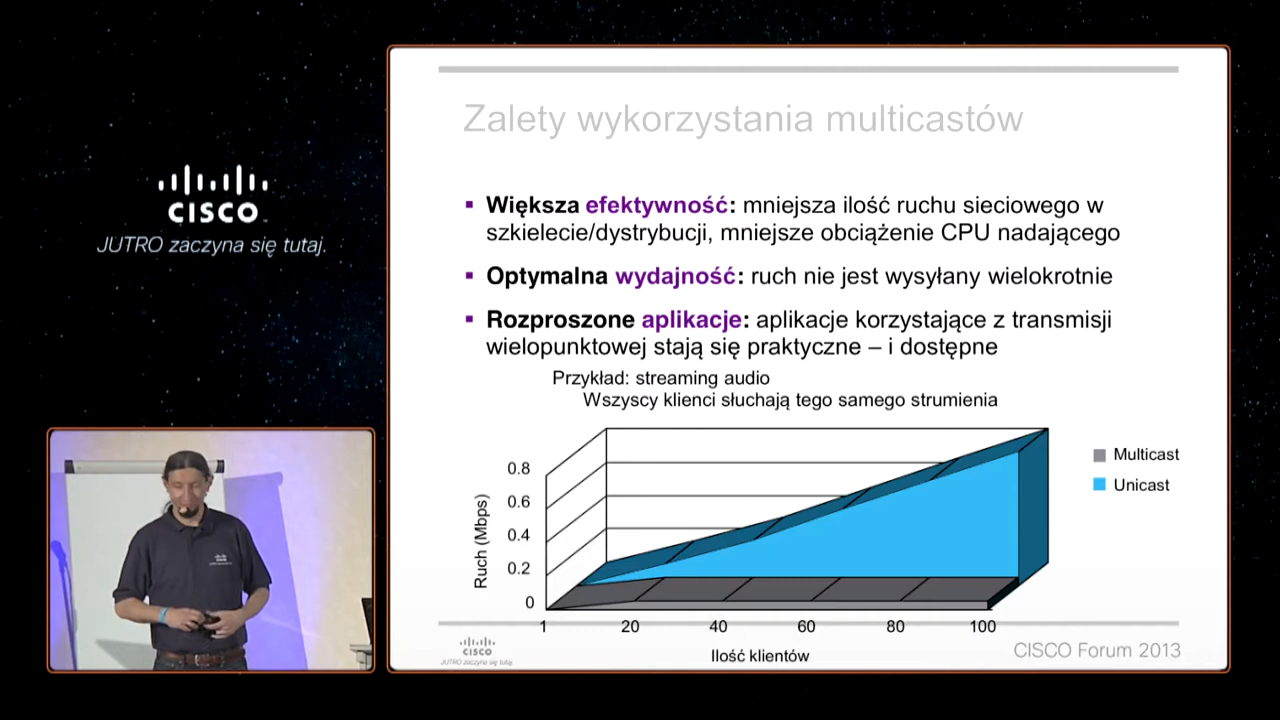 CISCO
JUTRO zaczyna się tutaj.
Zalety wykorzystania multicastów
Większa efektywność: mniejsza ilość ruchu sieciowego w
szkielecie/dystrybucji, mniejsze obciążenie CPU nadającego
Optymalna wydajność: ruch nie jest wysyłany wielokrotnie
Rozproszone aplikacje: aplikacje korzystające z transmisji
wielopunktowej stają się praktyczne – i dostępne
Przykład: streaming audio
Wszyscy klienci słuchają tego samego strumienia
Ruch (Mbps)
0.8
0.6
0.4
0.2
0
1 20 40 60 80 100
Ilość klientów
Multicast
Unicast
CISCO
JUTRO zaczyna się tutaj.
CISCO Forum 2013